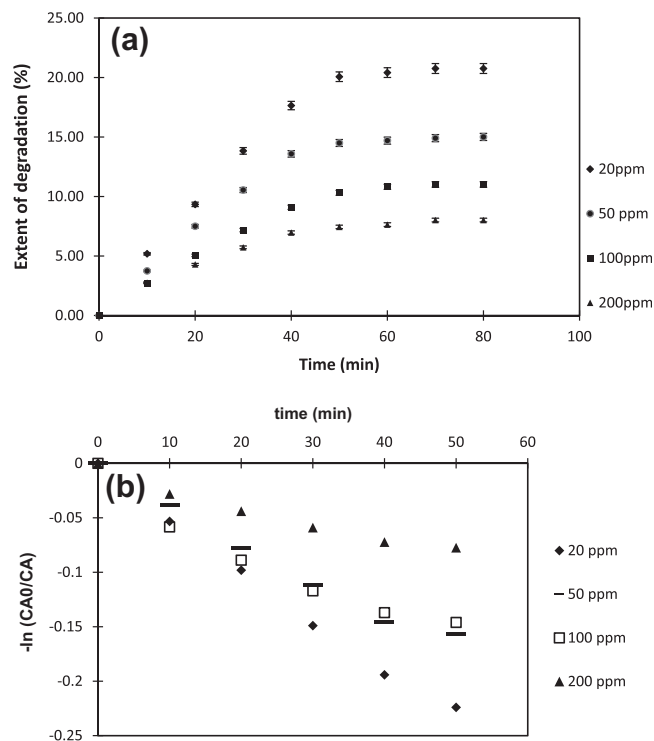 (a)
Extent of degradation (%)
25.00
20.00
15.00
10.00
5.00
0.00
0 20 40 60 80 100
Time (min)
20ppm
50 ppm
100ppm
200ppm
time (min)
0 10 20 30 40 50 60
(b)
-ln (CA0/CA)
0
-0.05
-0.1
-0.15
-0.2
-0.25
20 ppm
50 ppm
100 ppm
200 ppm